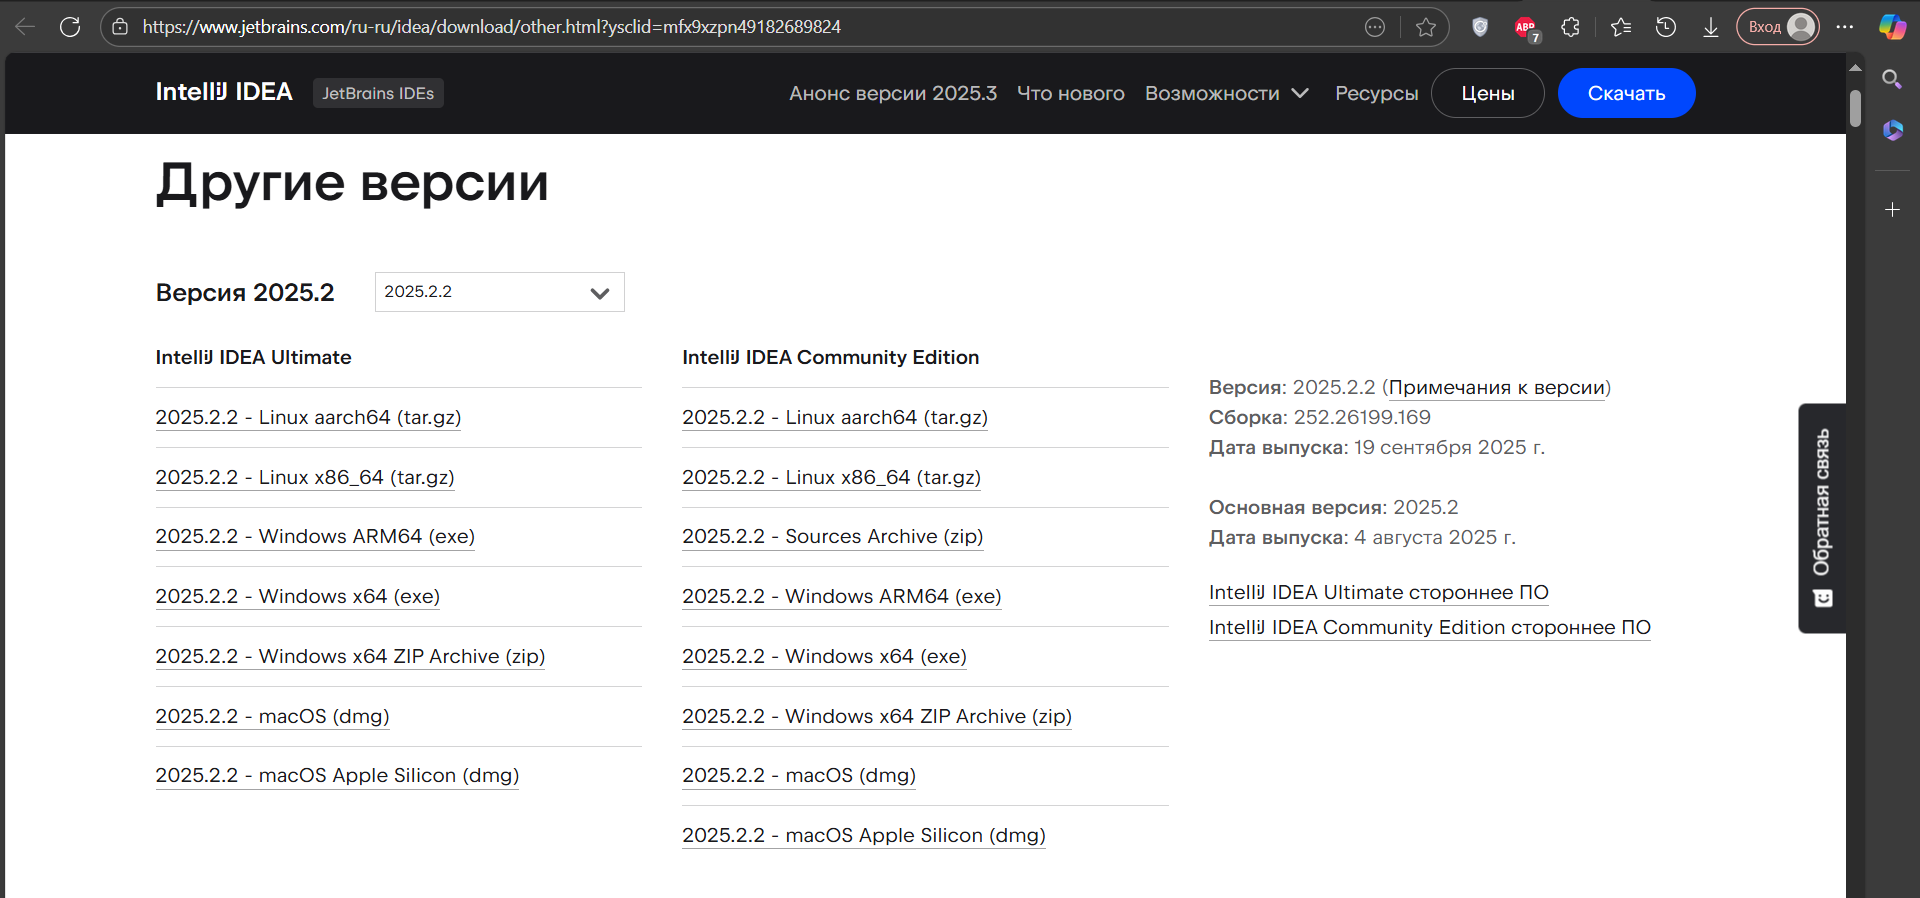 https://www.jetbrains.com/ru-ru/idea/download/other.html?ysclid=mfx9xzpn49182689824
ABP
7
Вход
IntelliJ IDEA
JetBrains IDEs
Анонс версии 2025.3
Что нового
Возможности
Ресурсы
Цены
Скачать
Другие версии
Версия 2025.2
2025.2.2
IntelliJ IDEA Ultimate
2025.2.2 - Linux aarch64 (tar.gz)
2025.2.2 - Linux x86_64 (tar.gz)
2025.2.2 - Windows ARM64 (exe)
2025.2.2 - Windows x64 (exe)
2025.2.2 - Windows x64 ZIP Archive (zip)
2025.2.2 - macOS (dmg)
2025.2.2 - macOS Apple Silicon (dmg)
IntelliJ IDEA Community Edition
2025.2.2 - Linux aarch64 (tar.gz)
2025.2.2 - Linux x86_64 (tar.gz)
2025.2.2 - Sources Archive (zip)
2025.2.2 - Windows ARM64 (exe)
2025.2.2 - Windows x64 (exe)
2025.2.2 - Windows x64 ZIP Archive (zip)
2025.2.2 - macOS (dmg)
2025.2.2 - macOS Apple Silicon (dmg)
Версия: 2025.2.2 (Примечания к версии)
Сборка: 252.26199.169
Дата выпуска: 19 сентября 2025 г.
Основная версия: 2025.2
Дата выпуска: 4 августа 2025 г.
IntelliJ IDEA Ultimate стороннее ПО
IntelliJ IDEA Community Edition стороннее ПО
Обратная связь